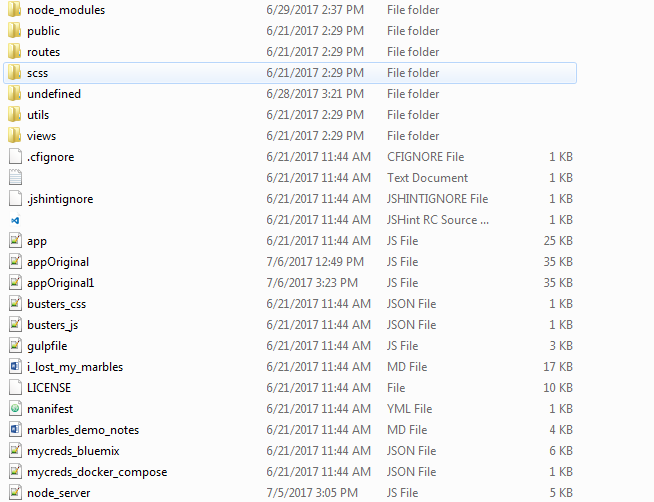 node_modules 6/29/2017 2:37 PM File folder
public 6/21/2017 2:29 PM File folder
routes 6/21/2017 2:29 PM File folder
scss 6/21/2017 2:29 PM File folder
undefined 6/28/2017 3:21 PM File folder
utils 6/21/2017 2:29 PM File folder
views 6/21/2017 2:29 PM File folder
.cfignore 6/21/2017 11:44 AM CFIGNORE File 1 KB
6/21/2017 11:44 AM Text Document 1 KB
.jshintignore 6/21/2017 11:44 AM JSHINTIGNORE File 1 KB
6/21/2017 11:44 AM JSHint RC Source ... 1 KB
app 6/21/2017 11:44 AM JS File 25 KB
appOriginal 7/6/2017 12:49 PM JS File 35 KB
appOriginal1 7/6/2017 3:23 PM JS File 35 KB
busters_css 6/21/2017 11:44 AM JSON File 1 KB
busters_js 6/21/2017 11:44 AM JSON File 1 KB
gulpfile 6/21/2017 11:44 AM JS File 3 KB
i_lost_my_marbles 6/21/2017 11:44 AM MD File 17 KB
LICENSE 6/21/2017 11:44 AM File 10 KB
manifest 6/21/2017 11:44 AM YML File 1 KB
marbles_demo_notes 6/21/2017 11:44 AM MD File 4 KB
mycreds_bluemix 6/21/2017 11:44 AM JSON File 6 KB
mycreds_docker_compose 6/21/2017 11:44 AM JSON File 1 KB
node_server 7/5/2017 3:05 PM JS File 5 KB